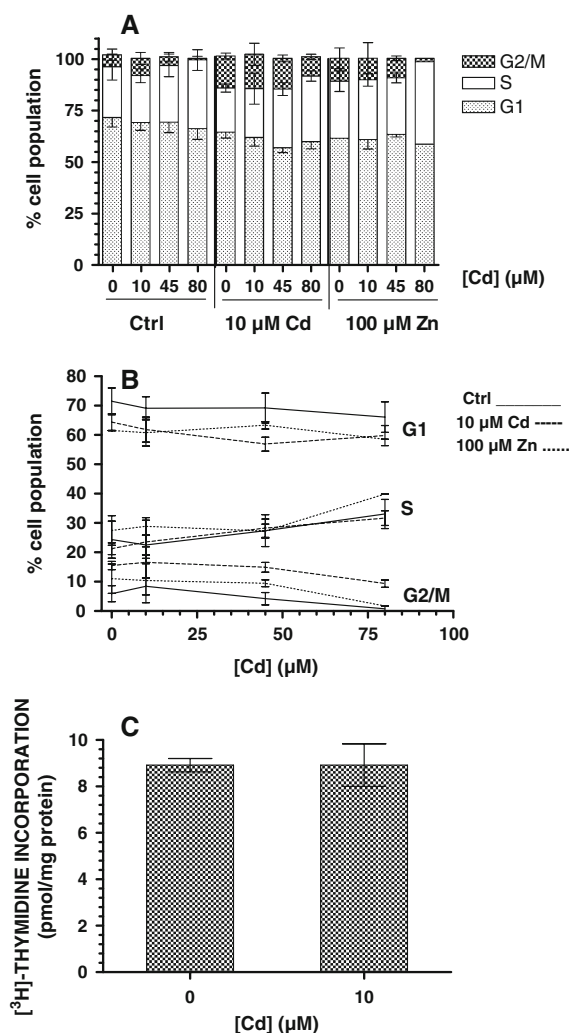 A
% cell population
100
75
50
25
0
G2/M
S
G1
0 10 45 80 0 10 45 80 0 10 45 80
[Cd] (µM)
Ctrl 10 µM Cd 100 µM Zn
B
% cell population
80
70
60
50
40
30
20
10
0
G1
S
G2/M
Ctrl
10 µM Cd
100 µM Zn
0 25 50 75 100
[Cd] (µM)
C
[³H]-THYMIDINE INCORPORATION
(pmol/mg protein)
10
8
6
4
2
0
0 10
[Cd] (µM)